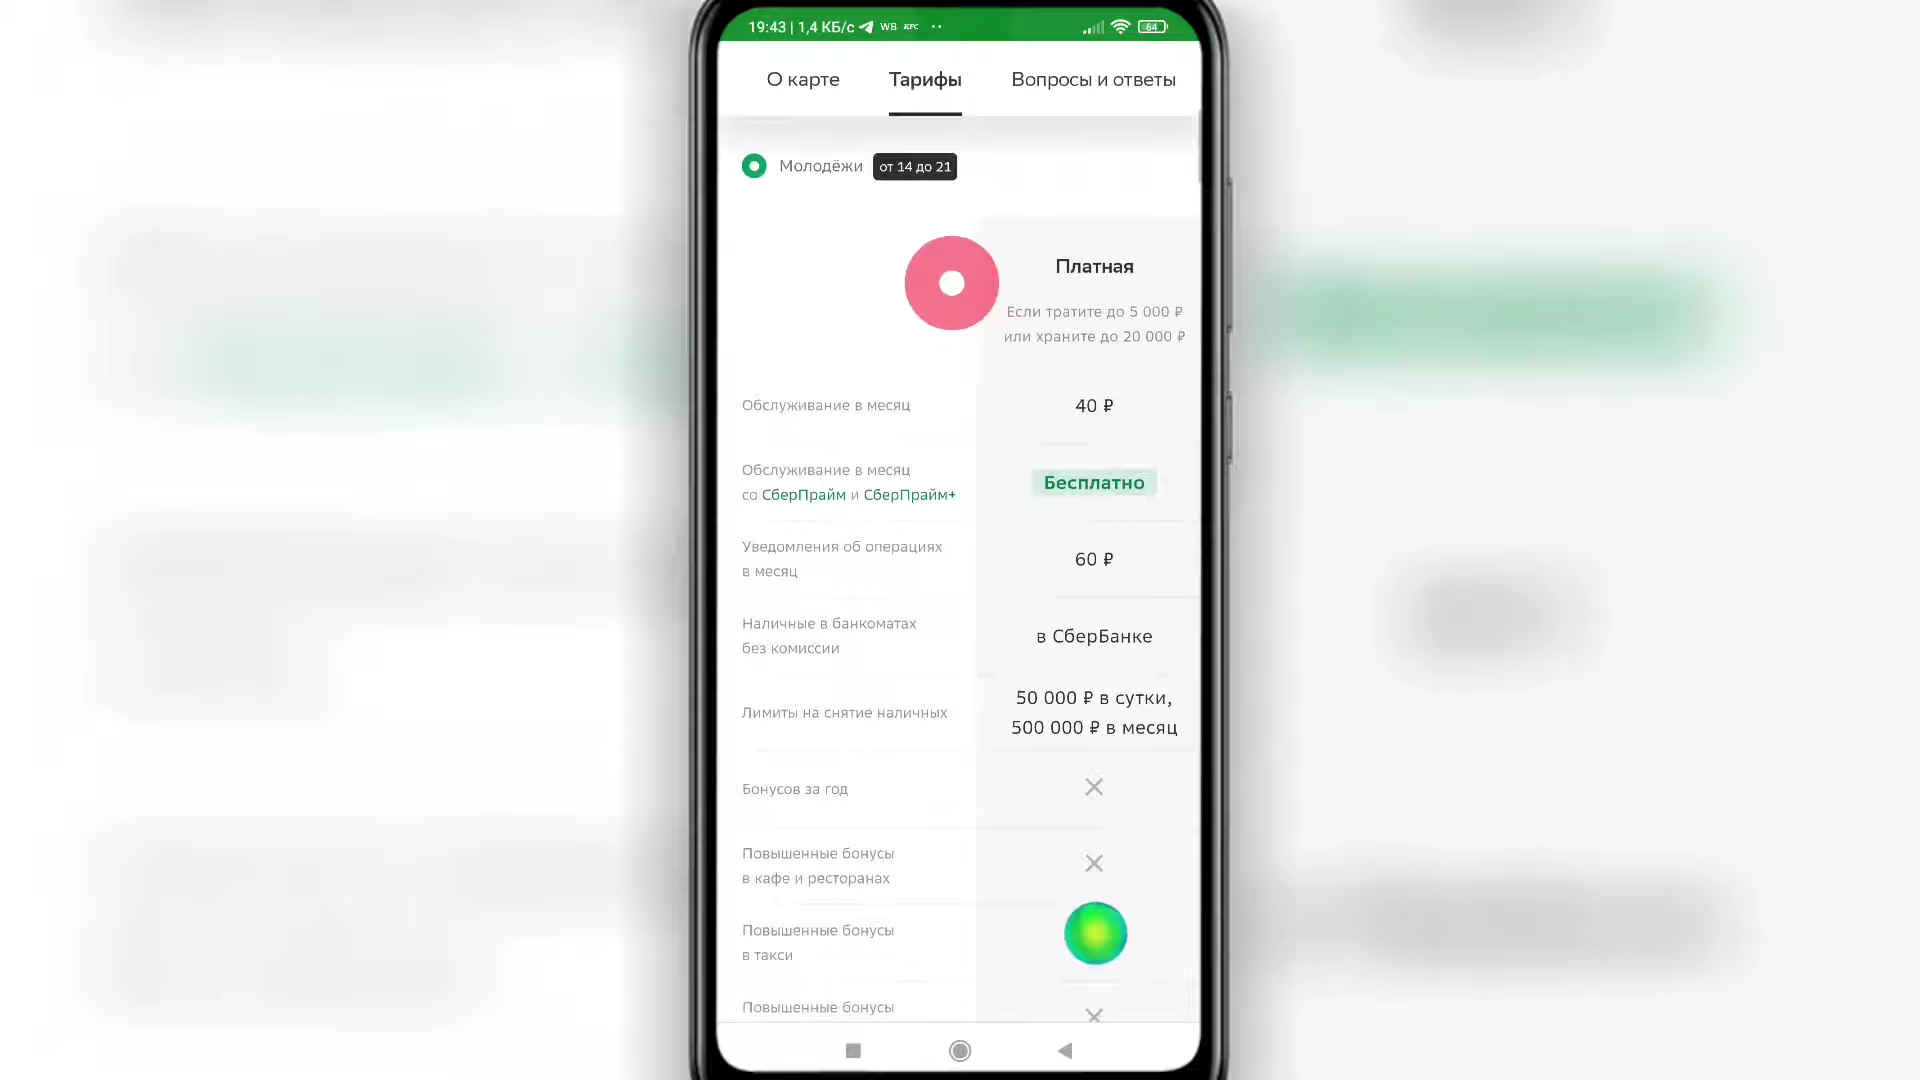 19:43 | 1,4 КБ/с WB KFC
64
О карте Тарифы Вопросы и ответы
Молодёжи от 14 до 21
Платная
Если тратите до 5 000 ₽
или храните до 20 000 ₽
Обслуживание в месяц 40 ₽
Обслуживание в месяц
со СберПрайм и СберПрайм+
Бесплатно
Уведомления об операциях
в месяц
60 ₽
Наличные в банкоматах
без комиссии
в СберБанке
Лимиты на снятие наличных
50 000 ₽ в сутки,
500 000 ₽ в месяц
Бонусов за год
Повышенные бонусы
в кафе и ресторанах
Повышенные бонусы
в такси
Повышенные бонусы